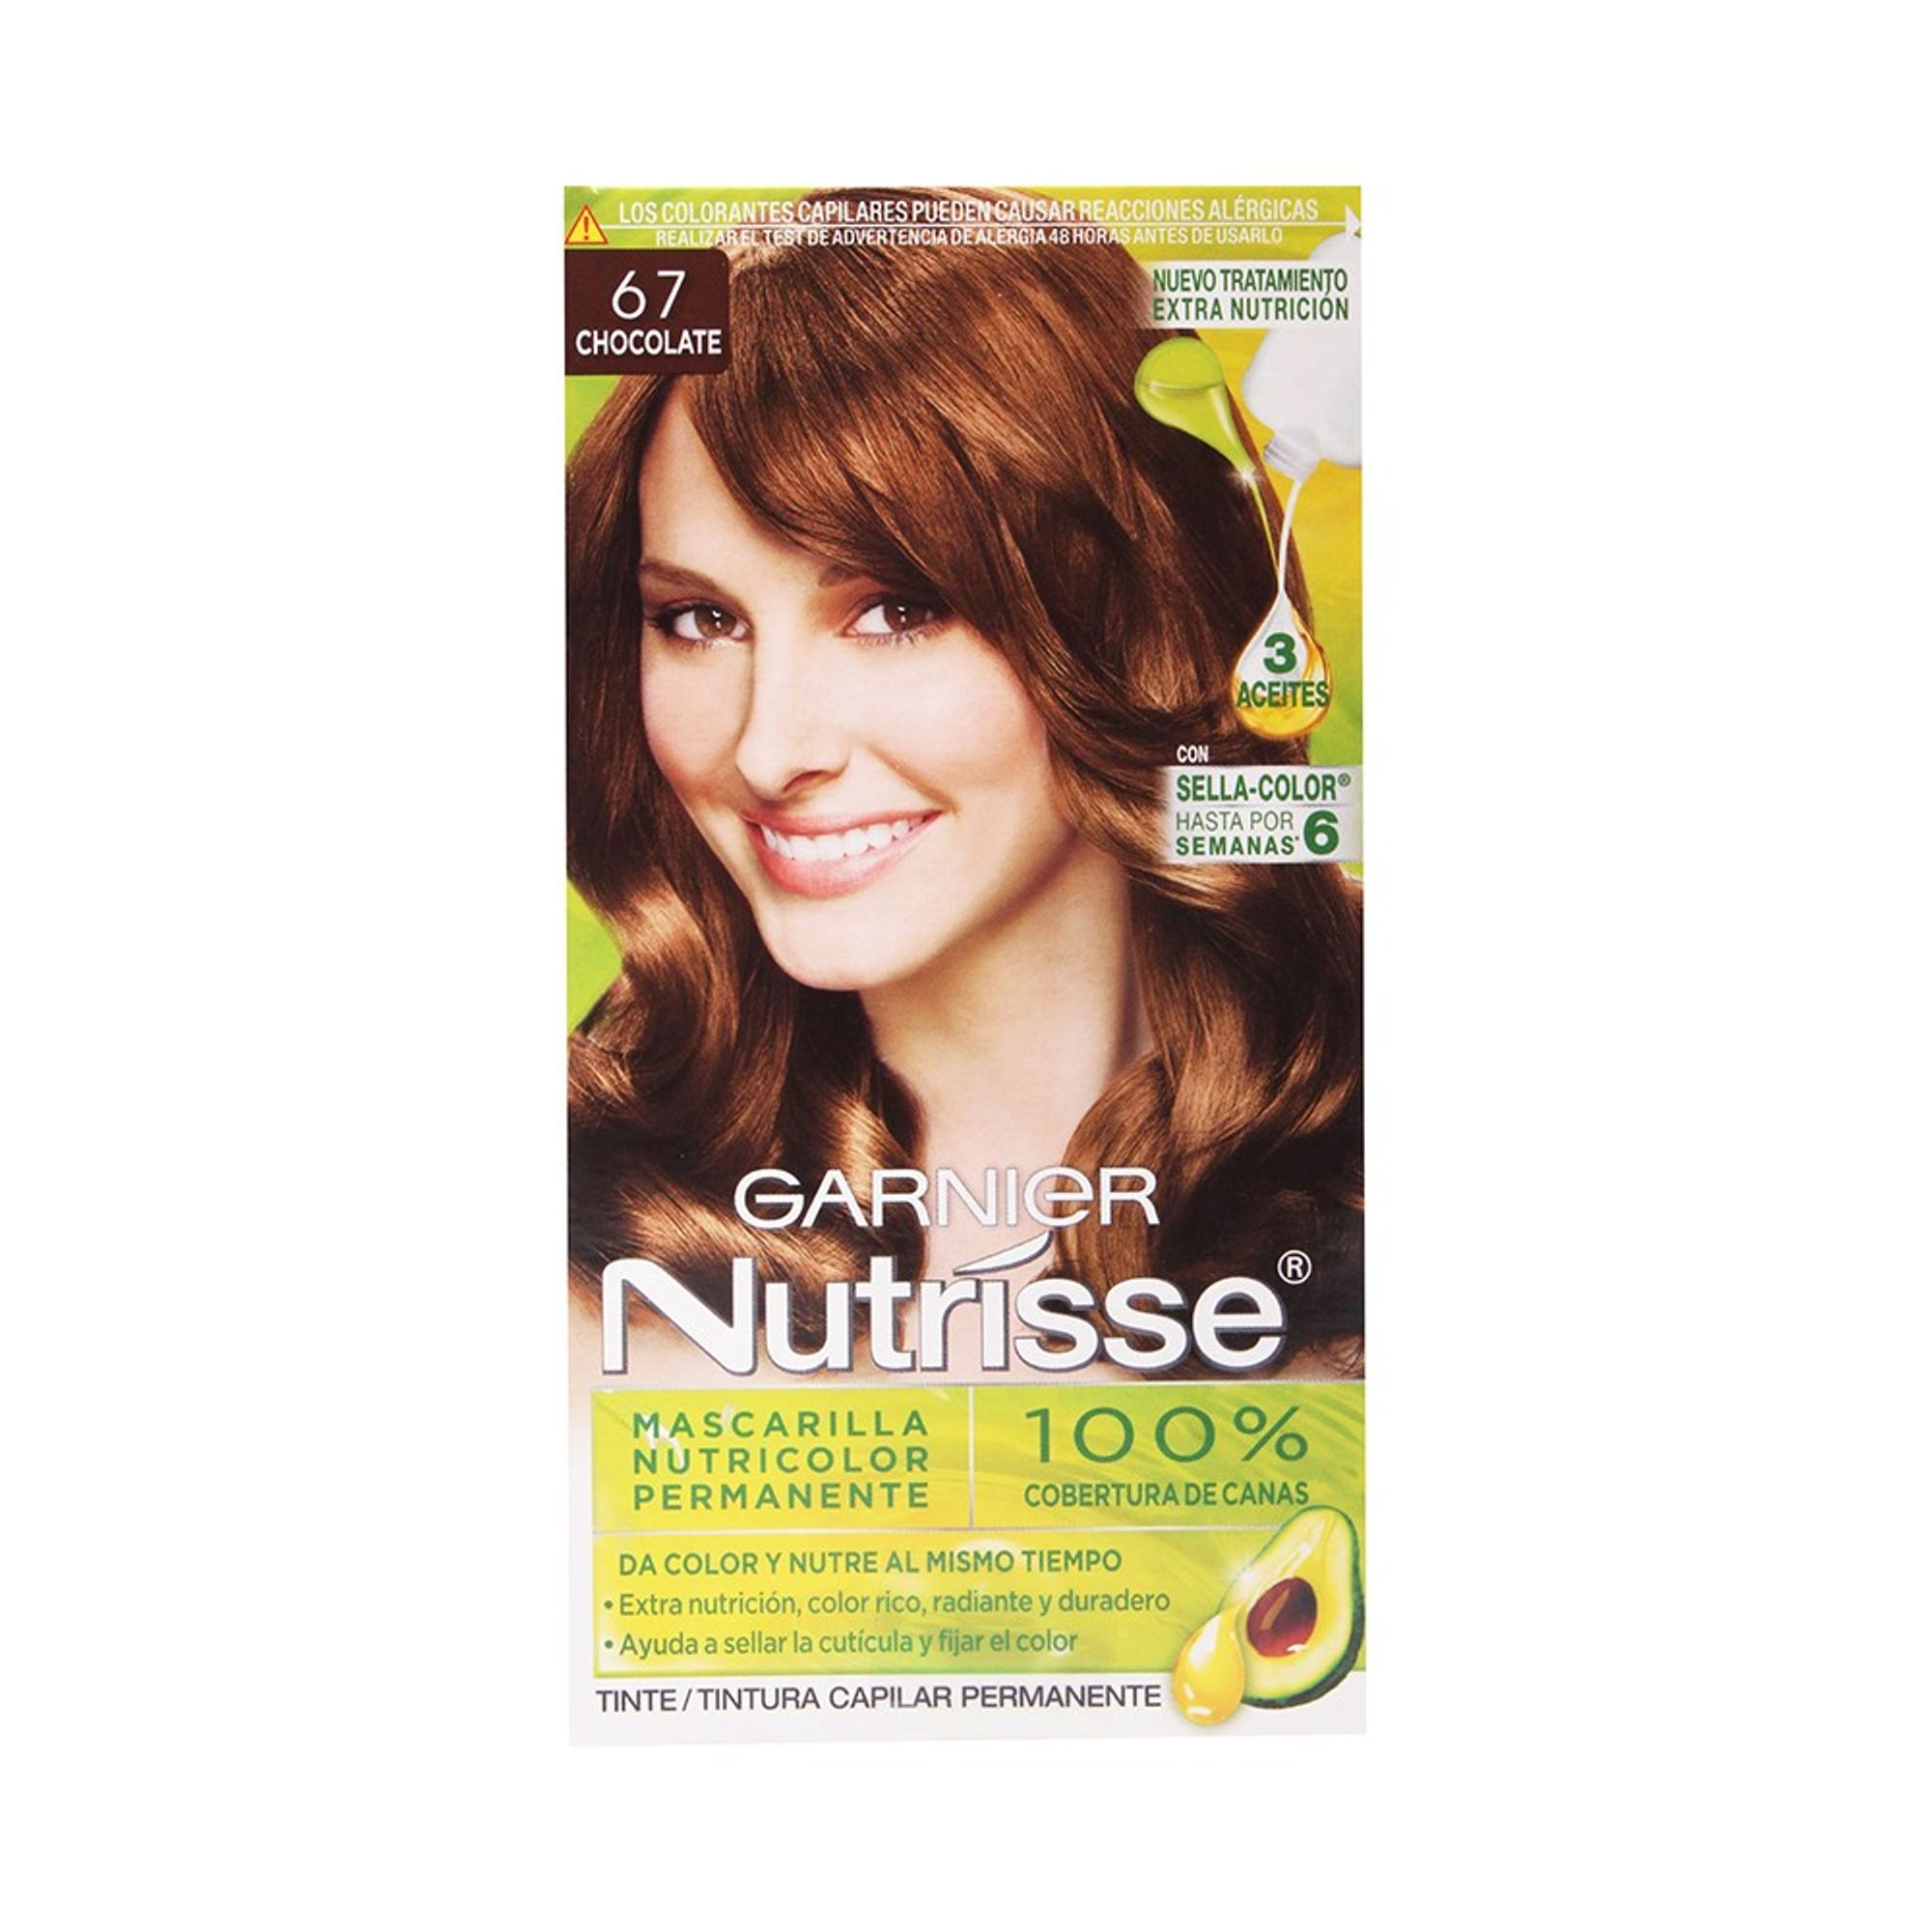 LOS COLORANTES CAPILARES PUEDEN CAUSAR REACCIONES ALÉRGICAS
REALIZAR EL TEST DE ADVERTENCIA DE ALERGIA 48 HORAS ANTES DE USARLO
67
CHOCOLATE
NUEVO TRATAMIENTO
EXTRA NUTRICIÓN
3
ACEITES
CON
SELLA-COLOR®
HASTA POR 6
SEMANAS*
GARNIER
Nutrísse®
MASCARILLA
NUTRICOLOR
PERMANENTE
100%
COBERTURA DE CANAS
DA COLOR Y NUTRE AL MISMO TIEMPO
• Extra nutrición, color rico, radiante y duradero
• Ayuda a sellar la cutícula y fijar el color
TINTE / TINTURA CAPILAR PERMANENTE